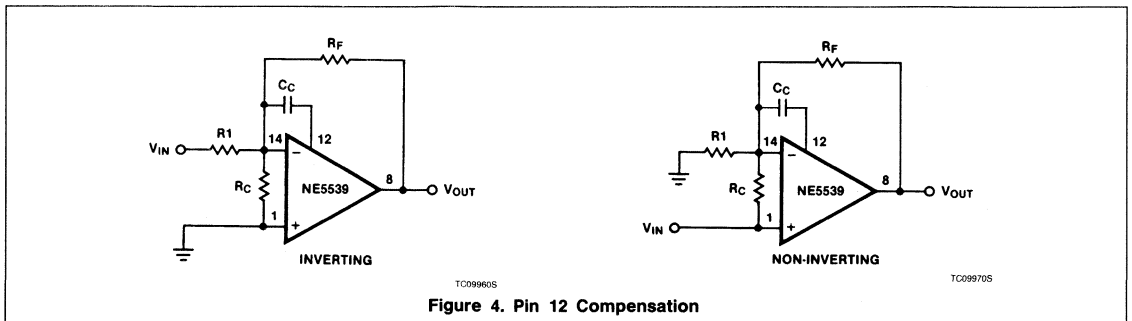 RF
CC
R1
14
12
VIN
RC
NE5539
8
VOUT
1
−
+
INVERTING
TC09960S
RF
CC
R1
14
12
RC
NE5539
8
VOUT
1
VIN
−
+
NON-INVERTING
TC09970S
Figure 4. Pin 12 Compensation